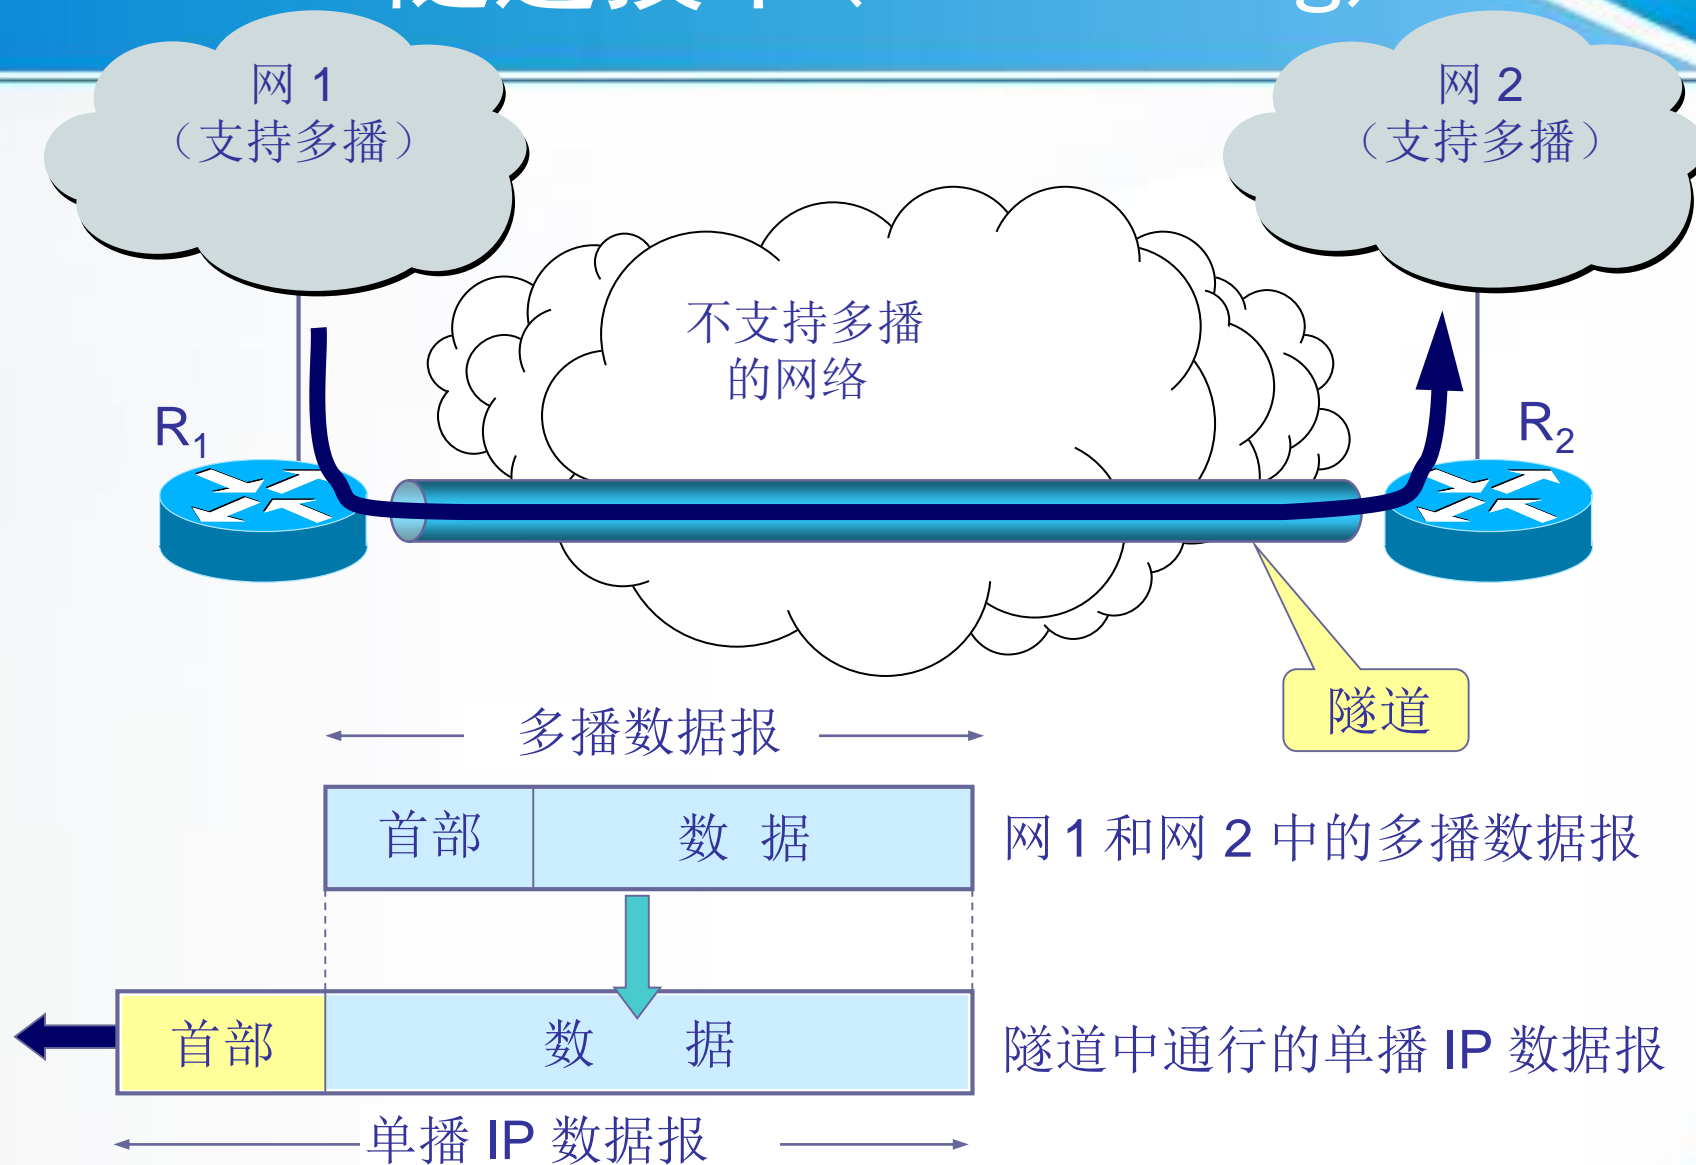 网 1
（支持多播）
网 2
（支持多播）
不支持多播
的网络
R₁
R₂
隧道
多播数据报
首部 数 据 网 1 和网 2 中的多播数据报
首部 数 据 隧道中通行的单播 IP 数据报
单播 IP 数据报